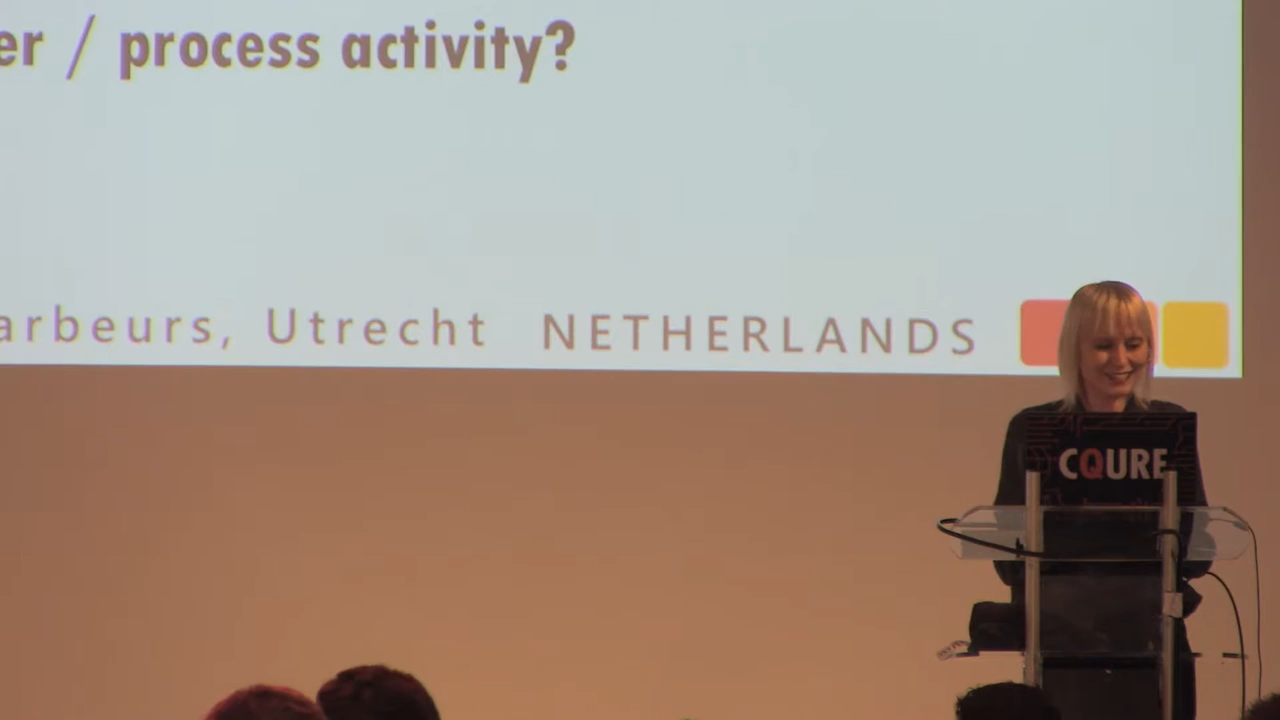 er / process activity?
arbeurs, Utrecht NETHERLANDS
CQURE